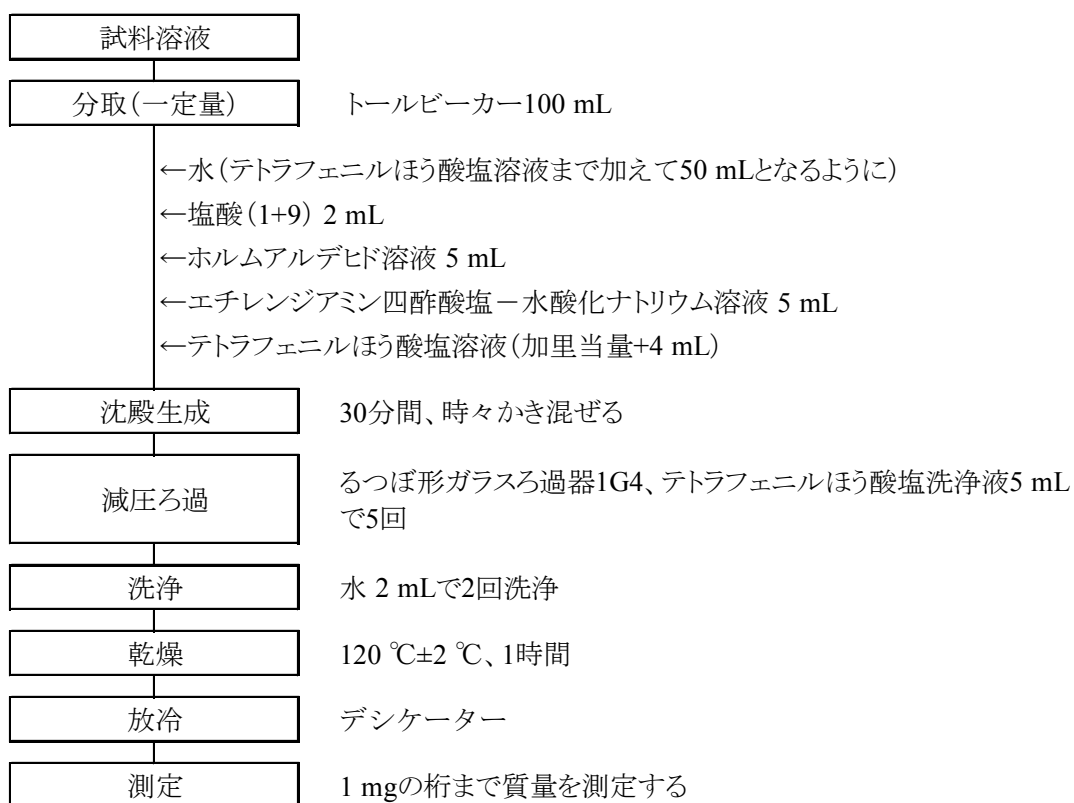 試料溶液
分取(一定量) トールビーカー100 mL
←水(テトラフェニルほう酸塩溶液まで加えて50 mLとなるように)
←塩酸(1+9) 2 mL
←ホルムアルデヒド溶液 5 mL
←エチレンジアミン四酢酸塩-水酸化ナトリウム溶液 5 mL
←テトラフェニルほう酸塩溶液(加里当量+4 mL)
沈殿生成 30分間、時々かき混ぜる
減圧ろ過 るつぼ形ガラスろ過器1G4、テトラフェニルほう酸塩洗浄液5 mL
で5回
洗浄 水 2 mLで2回洗浄
乾燥 120 ℃±2 ℃、1時間
放冷 デシケーター
測定 1 mgの桁まで質量を測定する